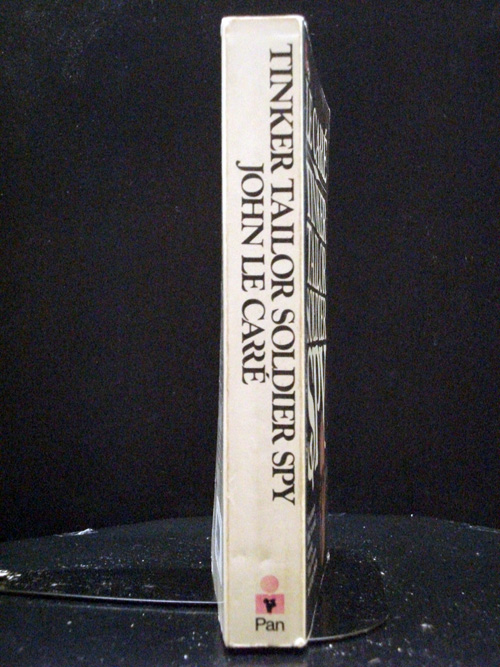 TINKER TAILOR SOLDIER SPY
JOHN LE CARRÉ
Pan